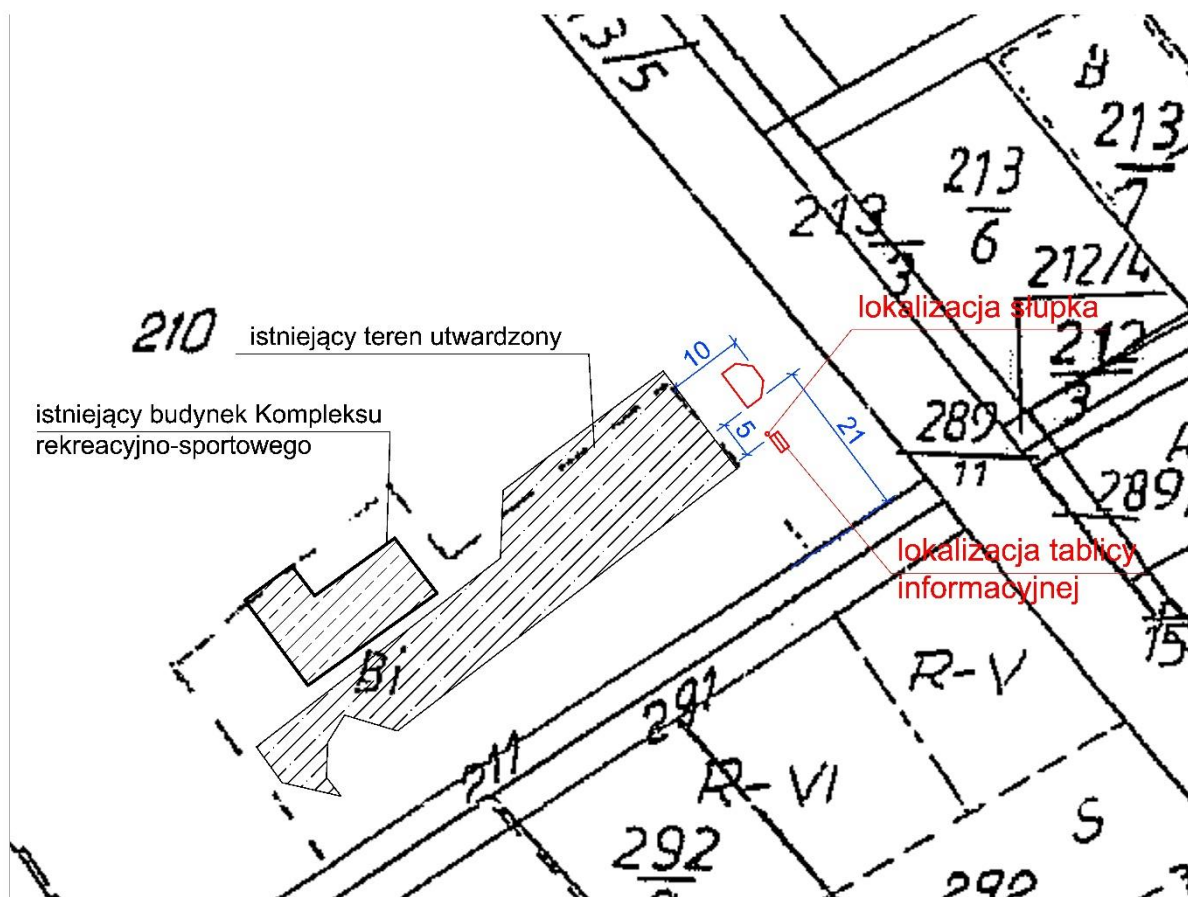 3/5
B
213
7
213
6
213
3
212/4
lokalizacja słupka
210
istniejący teren utwardzony
10
212
3
istniejący budynek Kompleksu
rekreacyjno-sportowego
5
21
289
11
289
lokalizacja tablicy
informacyjnej
15
Bi
R-V
291
211
R-VI
S
292
292